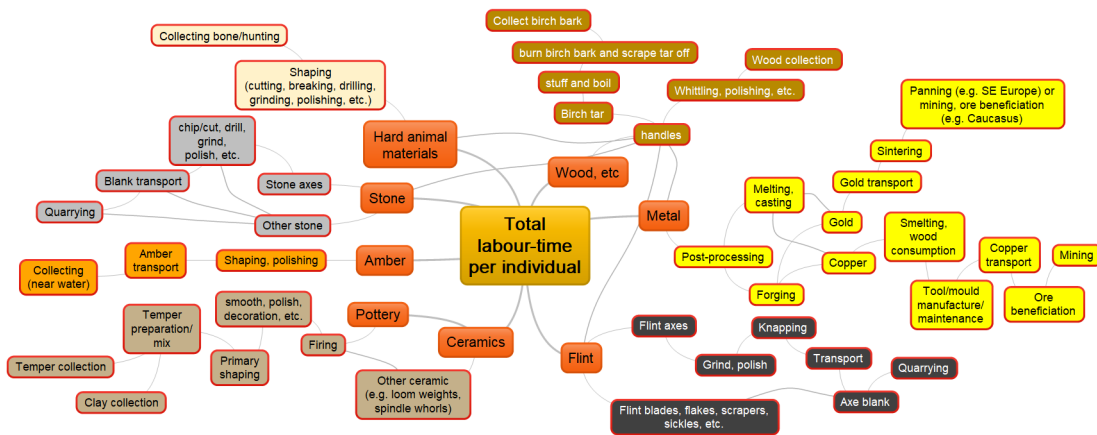 Collect birch bark
Collecting bone/hunting
burn birch bark and scrape tar off
Wood collection
Shaping
(cutting, breaking, drilling,
grinding, polishing, etc.)
stuff and boil
Whittling, polishing, etc.
Panning (e.g. SE Europe) or
mining, ore beneficiation
(e.g. Caucasus)
Birch tar
chip/cut, drill,
grind,
polish, etc.
Hard animal
materials
handles
Sintering
Wood, etc
Blank transport
Stone axes
Gold transport
Stone
Melting,
casting
Quarrying
Other stone
Total
labour-time
per individual
Metal
Gold
Smelting,
wood
consumption
Amber
transport
Shaping, polishing
Amber
Post-processing
Copper
Copper
transport
Mining
Collecting
(near water)
Forging
Tool/mould
manufacture/
maintenance
Ore
beneficiation
smooth, polish,
decoration, etc.
Pottery
Temper
preparation/
mix
Firing
Ceramics
Flint axes
Knapping
Flint
Temper collection
Primary
shaping
Grind, polish
Transport
Quarrying
Clay collection
Other ceramic
(e.g. loom weights,
spindle whorls)
Axe blank
Flint blades, flakes, scrapers,
sickles, etc.